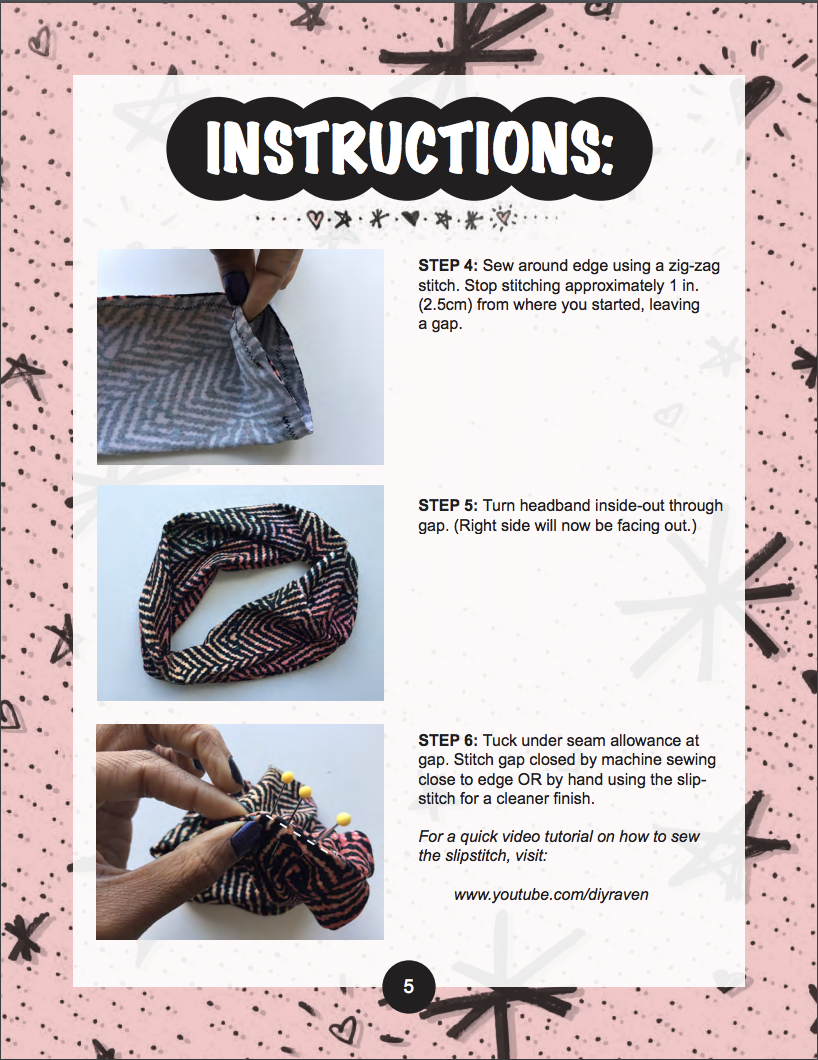 INSTRUCTIONS:
STEP 4: Sew around edge using a zig-zag
stitch. Stop stitching approximately 1 in.
(2.5cm) from where you started, leaving
a gap.
STEP 5: Turn headband inside-out through
gap. (Right side will now be facing out.)
STEP 6: Tuck under seam allowance at
gap. Stitch gap closed by machine sewing
close to edge OR by hand using the slip-
stitch for a cleaner finish.
For a quick video tutorial on how to sew
the slipstitch, visit:
www.youtube.com/diyraven
5